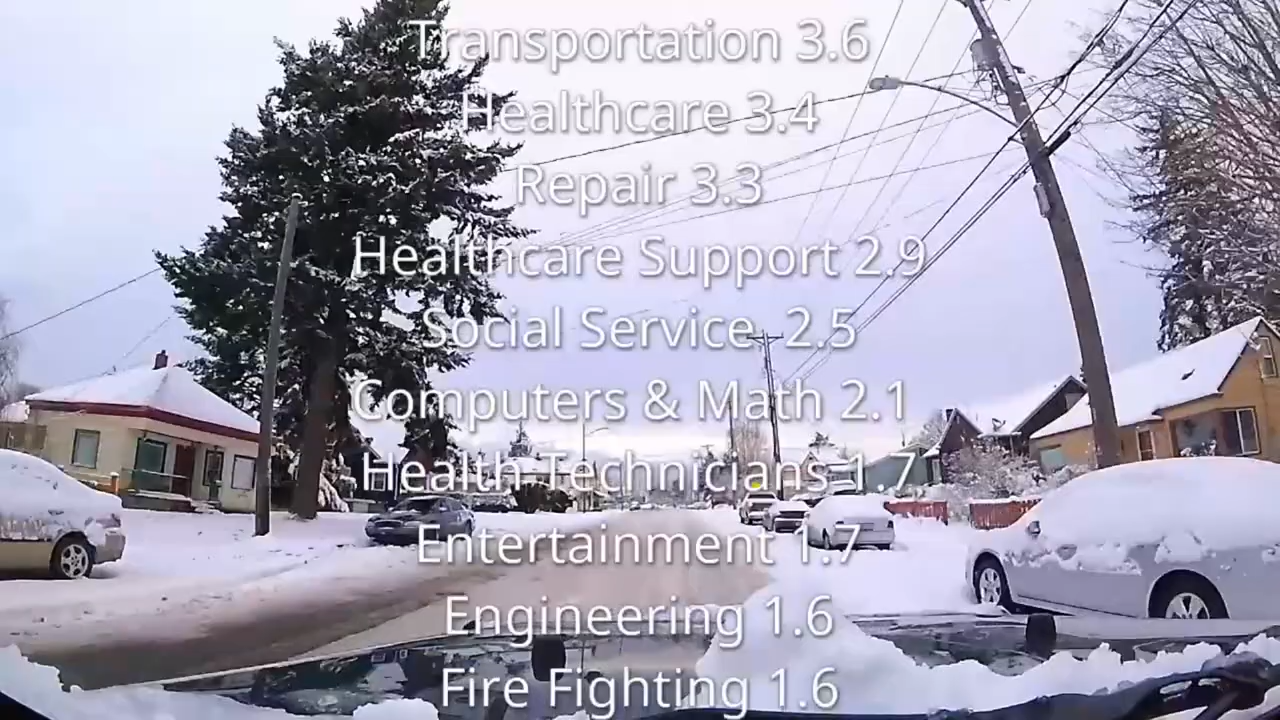 Transportation 3.6
Healthcare 3.4
Repair 3.3
Healthcare Support 2.9
Social Service 2.5
Computers & Math 2.1
Health Technicians 1.7
Entertainment 1.7
Engineering 1.6
Fire Fighting 1.6